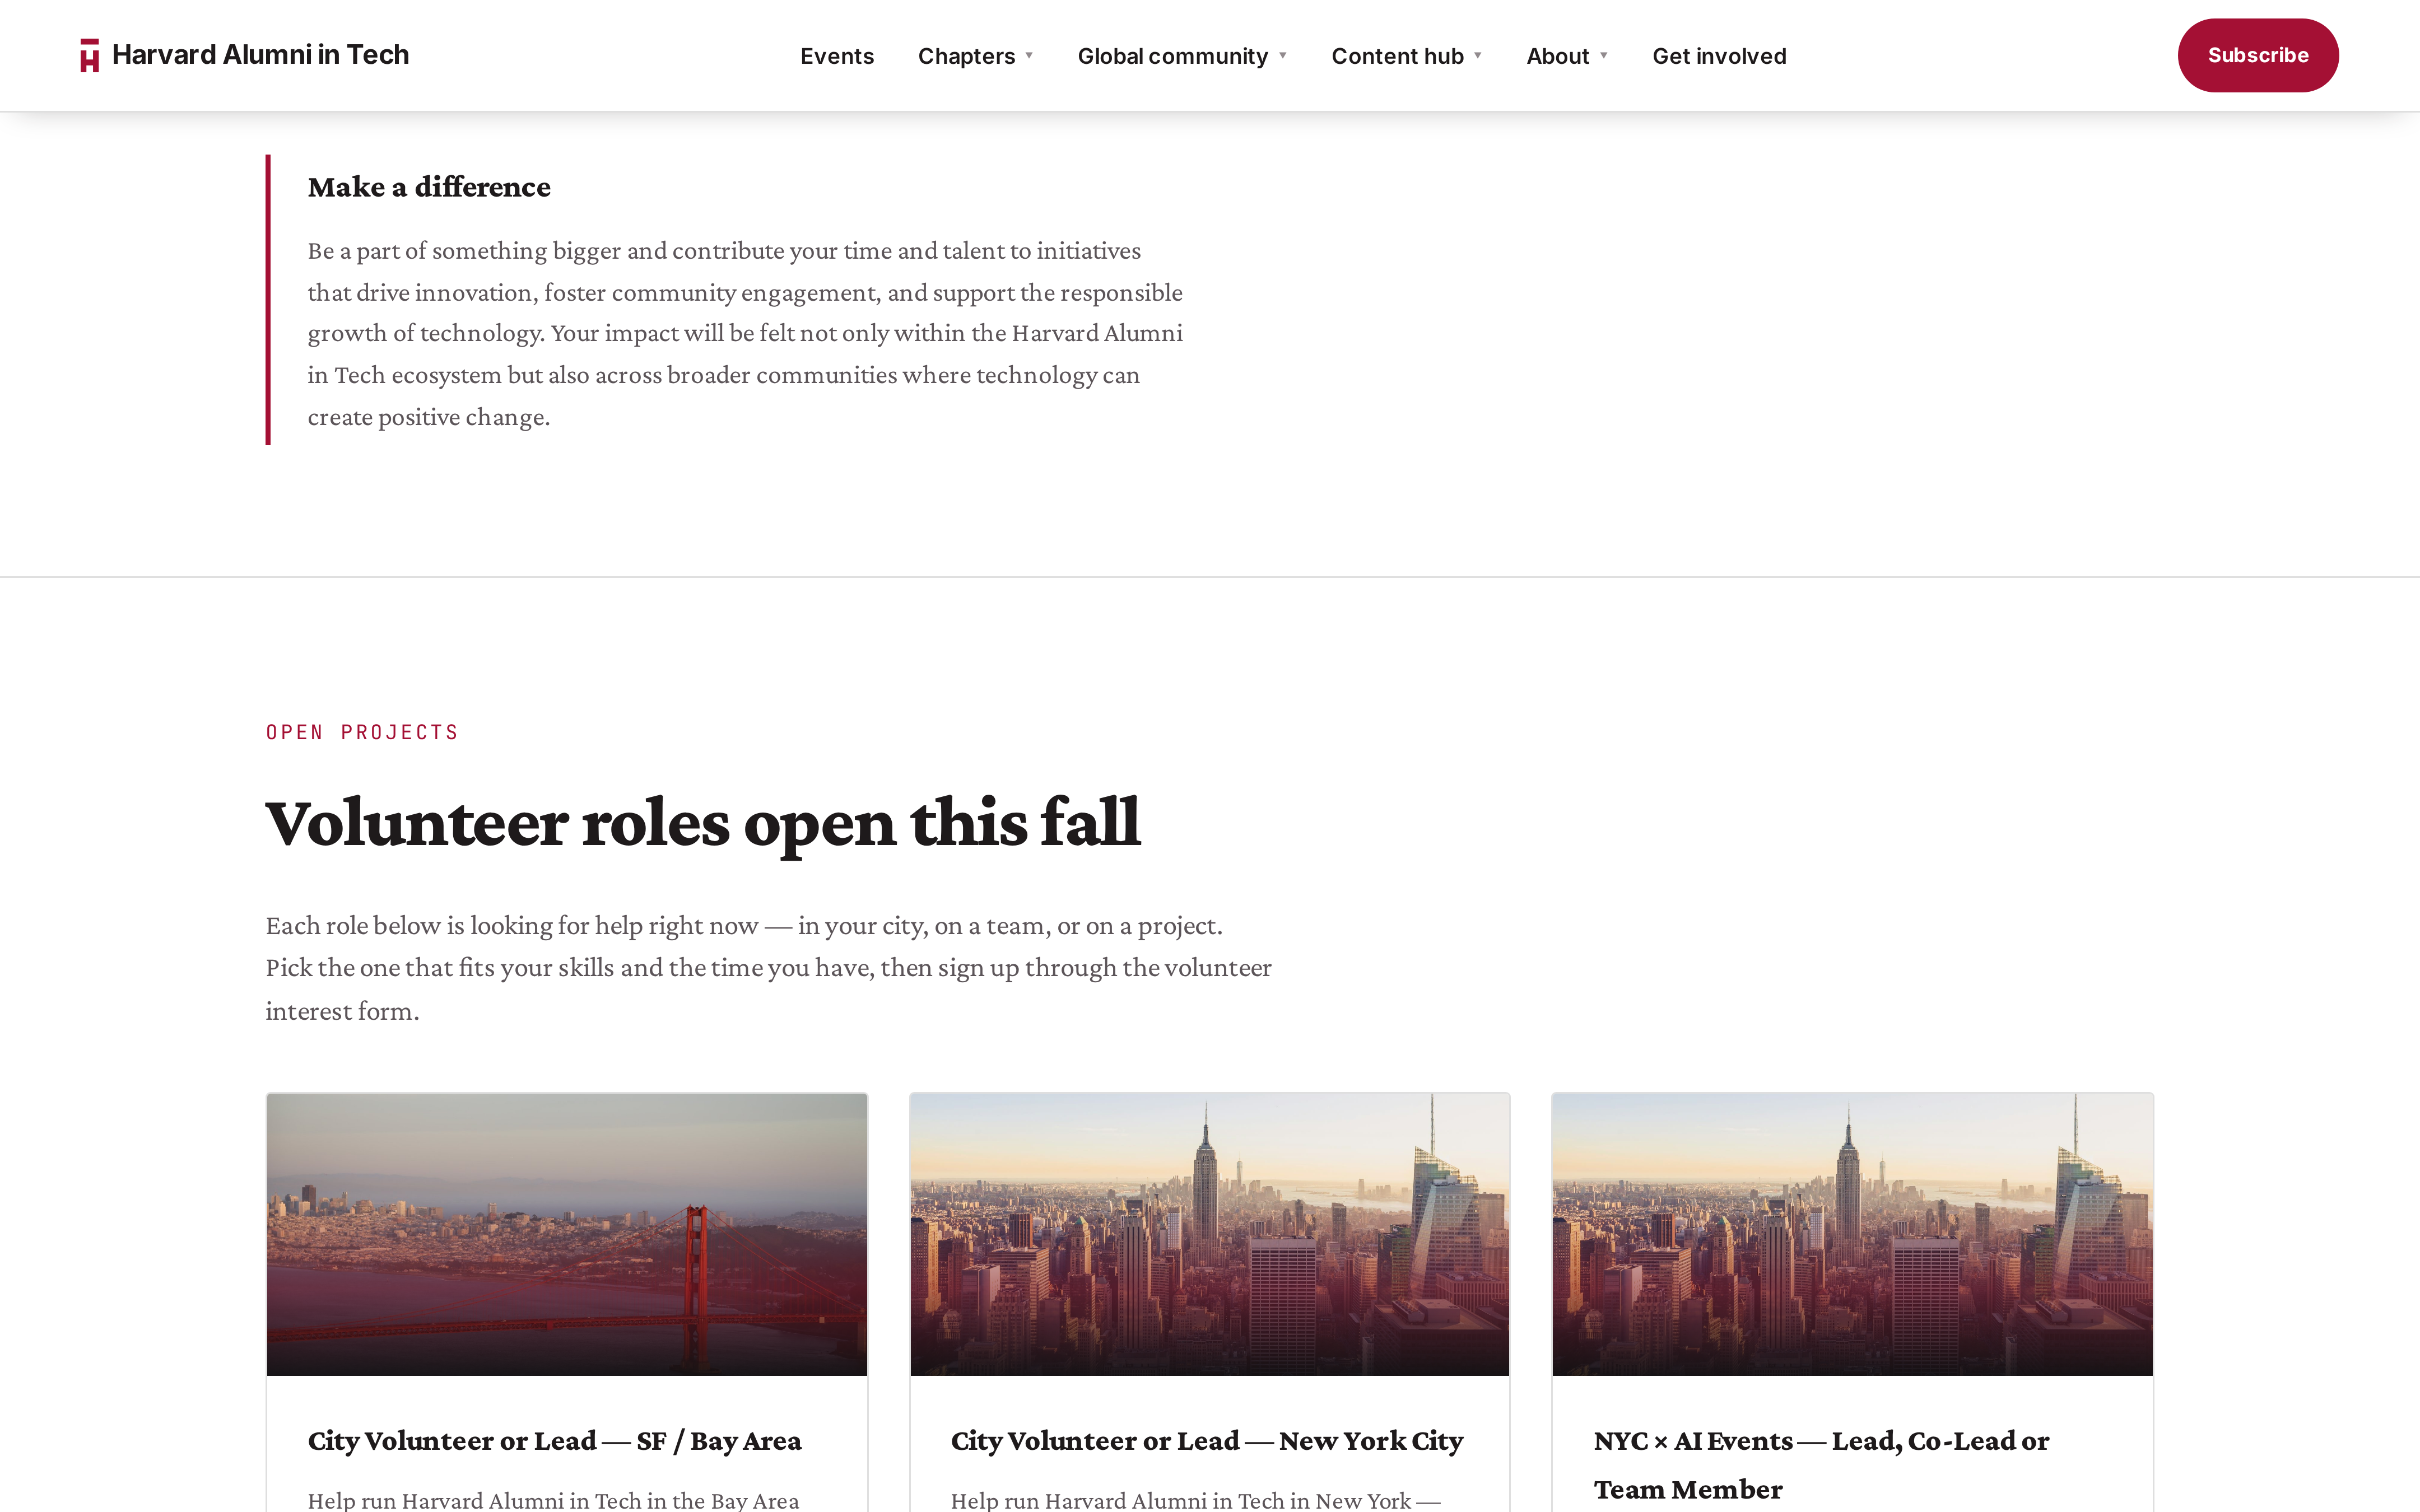 Harvard Alumni in Tech
Events
Chapters
Global community
Content hub
About
Get involved
Subscribe
Make a difference
Be a part of something bigger and contribute your time and talent to initiatives
that drive innovation, foster community engagement, and support the responsible
growth of technology. Your impact will be felt not only within the Harvard Alumni
in Tech ecosystem but also across broader communities where technology can
create positive change.
OPEN PROJECTS
Volunteer roles open this fall
Each role below is looking for help right now — in your city, on a team, or on a project.
Pick the one that fits your skills and the time you have, then sign up through the volunteer
interest form.
City Volunteer or Lead — SF / Bay Area
Help run Harvard Alumni in Tech in the Bay Area
City Volunteer or Lead — New York City
Help run Harvard Alumni in Tech in New York —
NYC × AI Events — Lead, Co-Lead or
Team Member